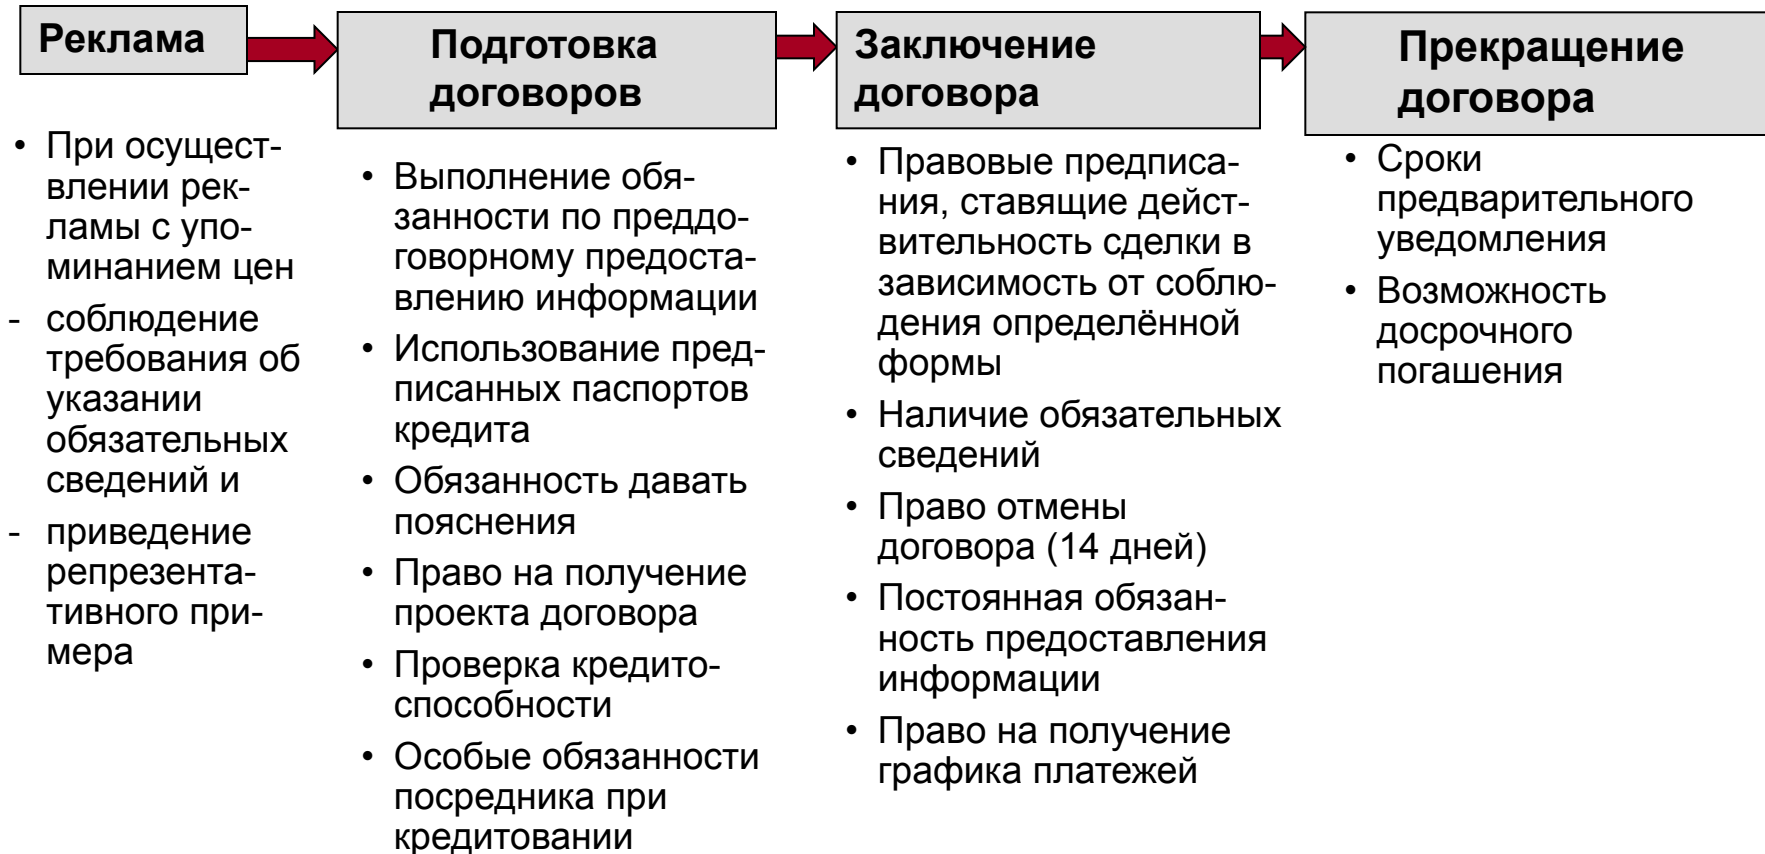 Реклама
• При осущест-
влении рек-
ламы с упо-
минанием цен
- соблюдение
требования об
указании
обязательных
сведений и
- приведение
репрезента-
тивного при-
мера
Подготовка
договоров
• Выполнение обя-
занности по преддо-
говорному предоста-
влению информации
• Использование пред-
писанных паспортов
кредита
• Обязанность давать
пояснения
• Право на получение
проекта договора
• Проверка кредито-
способности
• Особые обязанности
посредника при
кредитовании
Заключение
договора
• Правовые предписа-
ния, ставящие дейст-
вительность сделки в
зависимость от соблю-
дения определённой
формы
• Наличие обязательных
сведений
• Право отмены
договора (14 дней)
• Постоянная обязан-
ность предоставления
информации
• Право на получение
графика платежей
Прекращение
договора
• Сроки
предварительного
уведомления
• Возможность
досрочного
погашения